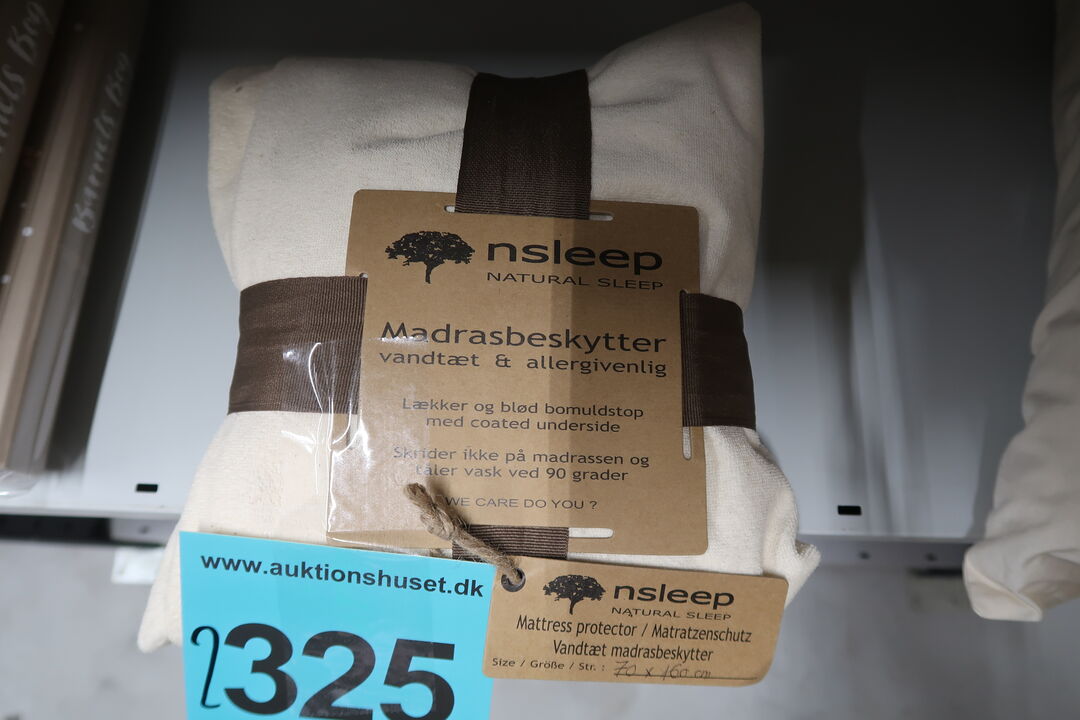 Barnets Bog
nsleep
NATURAL SLEEP
Madrasbeskytter
vandtæt & allergivenlig
Lækker og blød bomuldstop
med coated underside
Skrider ikke på madrassen og
tåler vask ved 90 grader
WE CARE DO YOU ?
www.auktionshuset.dk
2325
nsleep
NATURAL SLEEP
Mattress protector / Matratzenschutz
Vandtæt madrasbeskytter
Size / Größe / Str. : 70 x 160 cm